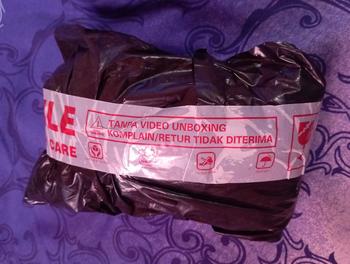 LE
CARE
TANPA VIDEO UNBOXING
KOMPLAIN/RETUR TIDAK DITERIMA